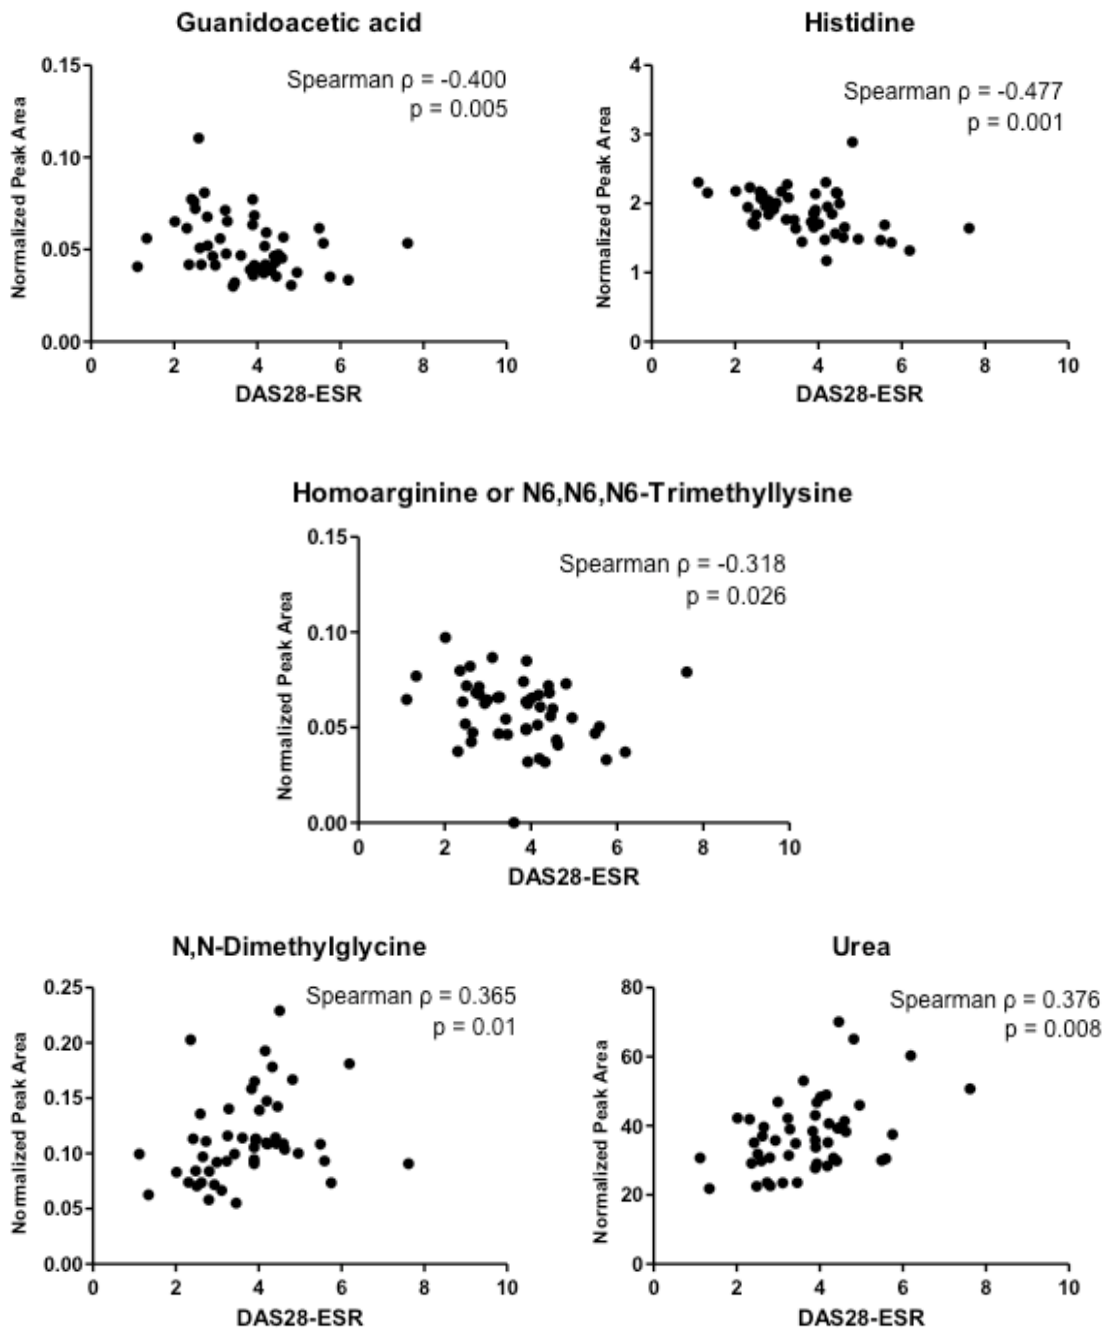 Guanidoacetic acid
Spearman ρ = -0.400
p = 0.005
Normalized Peak Area
0.15
0.10
0.05
0.00
0 2 4 6 8 10
DAS28-ESR
Histidine
Spearman ρ = -0.477
p = 0.001
Normalized Peak Area
4
3
2
1
0
0 2 4 6 8 10
DAS28-ESR
Homoarginine or N6,N6,N6-Trimethyllysine
Spearman ρ = -0.318
p = 0.026
Normalized Peak Area
0.15
0.10
0.05
0.00
0 2 4 6 8 10
DAS28-ESR
N,N-Dimethylglycine
Spearman ρ = 0.365
p = 0.01
Normalized Peak Area
0.25
0.20
0.15
0.10
0.05
0.00
0 2 4 6 8 10
DAS28-ESR
Urea
Spearman ρ = 0.376
p = 0.008
Normalized Peak Area
80
60
40
20
0
0 2 4 6 8 10
DAS28-ESR